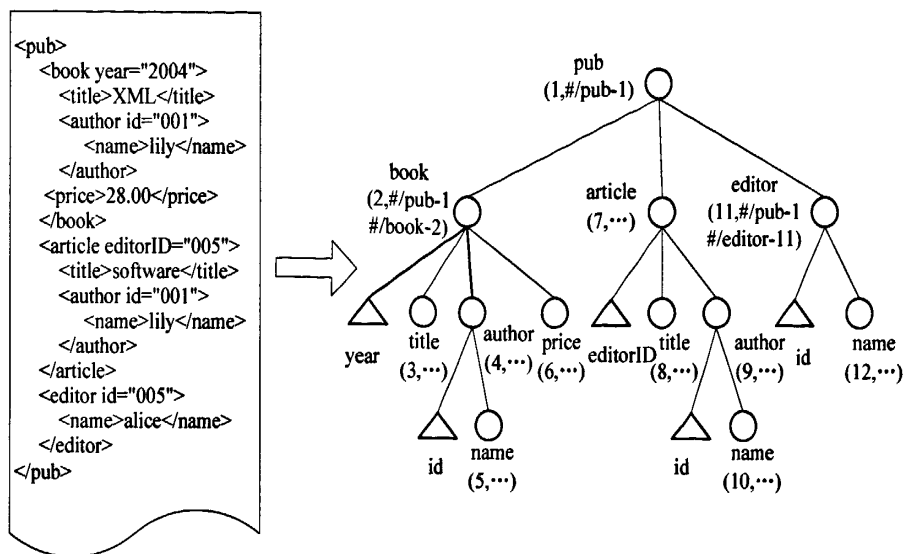 <pub>
<book year="2004">
<title>XML</title>
<author id="001">
<name>lily</name>
</author>
<price>28.00</price>
</book>
<article editorID="005">
<title>software</title>
<author id="001">
<name>lily</name>
</author>
</article>
<editor id="005">
<name>alice</name>
</editor>
</pub>
pub
(1,#/pub-1)
book
(2,#/pub-1
#/book-2)
article
(7,···)
editor
(11,#/pub-1
#/editor-11)
year
title
(3,···)
author
(4,···)
price
(6,···)
editorID
title
(8,···)
author
(9,···)
id
name
(12,···)
id
name
(5,···)
id
name
(10,···)